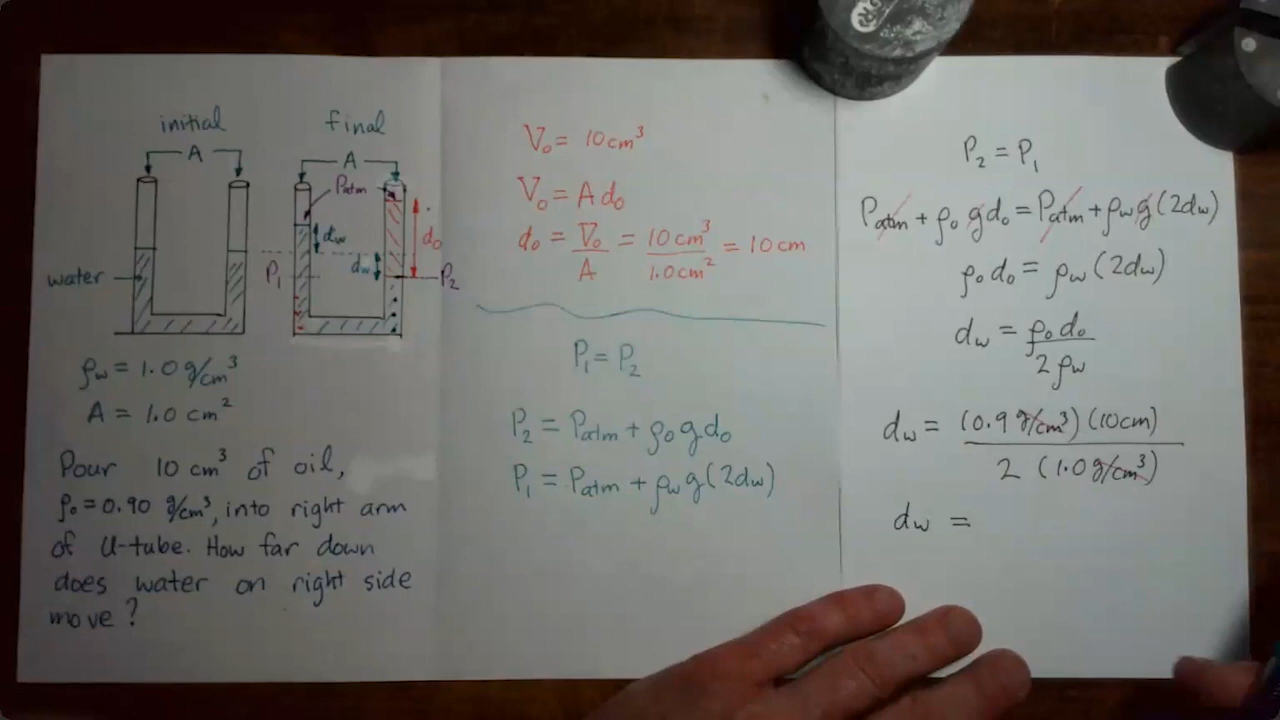 initial
final
A
A
Patm
dw
do
dw
water
P1
P2
ρw = 1.0 g/cm³
A = 1.0 cm²
Pour 10 cm³ of oil,
ρo = 0.90 g/cm³, into right arm
of U-tube. How far down
does water on right side
move?
Vo = 10cm³
Vo = A do
do = Vo/A = 10cm³/1.0cm² = 10cm
P1 = P2
P2 = Patm + ρo g do
P1 = Patm + ρw g (2dw)
P2 = P1
Patm + ρo g do = Patm + ρw g (2dw)
ρo do = ρw (2dw)
dw = ρo do / 2ρw
dw = (0.9 g/cm³)(10cm) / 2 (1.0 g/cm³)
dw =